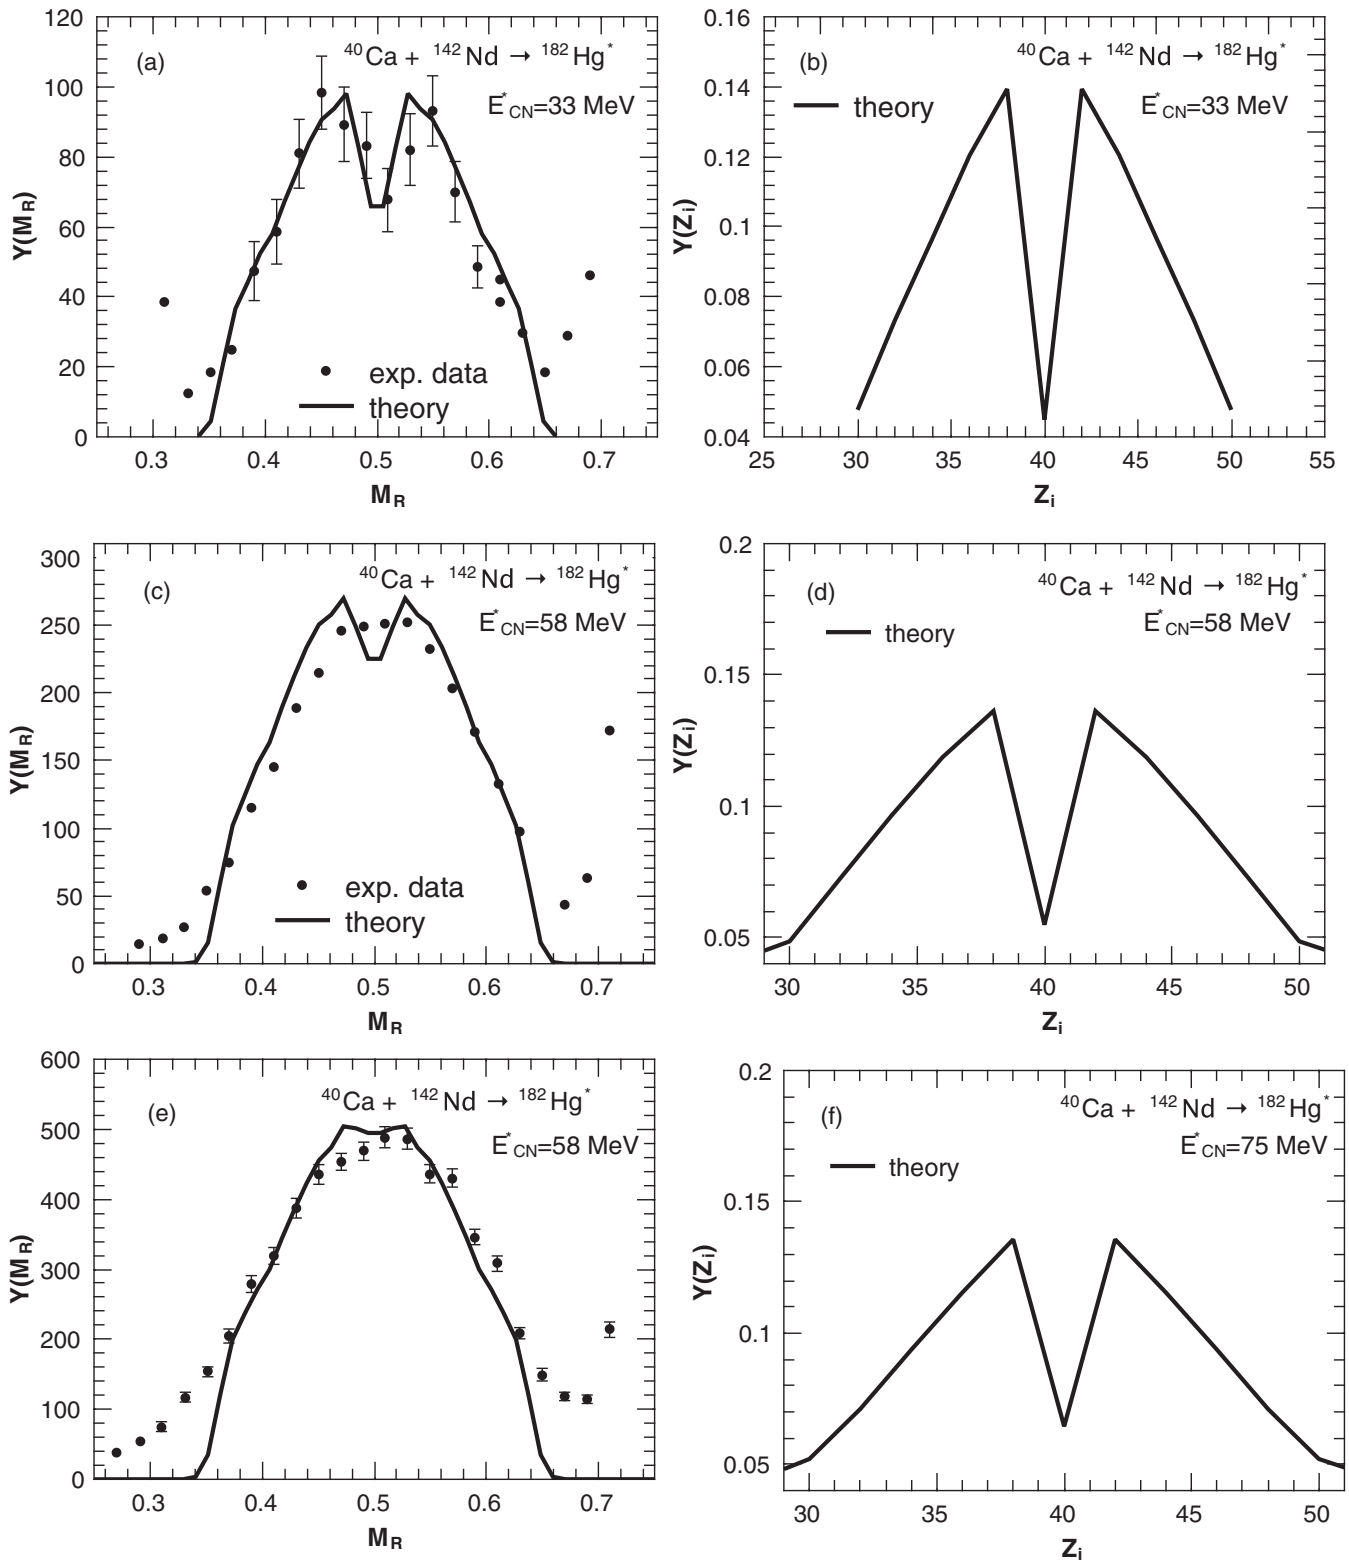 (a)
40Ca + 142Nd → 182Hg*
E*CN=33 MeV
exp. data
theory
120
100
80
60
40
20
0
Y(MR)
0.3 0.4 0.5 0.6 0.7
MR
(b)
40Ca + 142Nd → 182Hg*
E*CN=33 MeV
theory
0.16
0.14
0.12
0.1
0.08
0.06
0.04
Y(Zi)
25 30 35 40 45 50 55
Zi
(c)
40Ca + 142Nd → 182Hg*
E*CN=58 MeV
exp. data
theory
300
250
200
150
100
50
0
Y(MR)
0.3 0.4 0.5 0.6 0.7
MR
(d)
40Ca + 142Nd → 182Hg*
E*CN=58 MeV
theory
0.2
0.15
0.1
0.05
Y(Zi)
30 35 40 45 50
Zi
(e)
40Ca + 142Nd → 182Hg*
E*CN=58 MeV
600
500
400
300
200
100
0
Y(MR)
0.3 0.4 0.5 0.6 0.7
MR
(f)
40Ca + 142Nd → 182Hg*
E*CN=75 MeV
theory
0.2
0.15
0.1
0.05
Y(Zi)
30 35 40 45 50
Zi